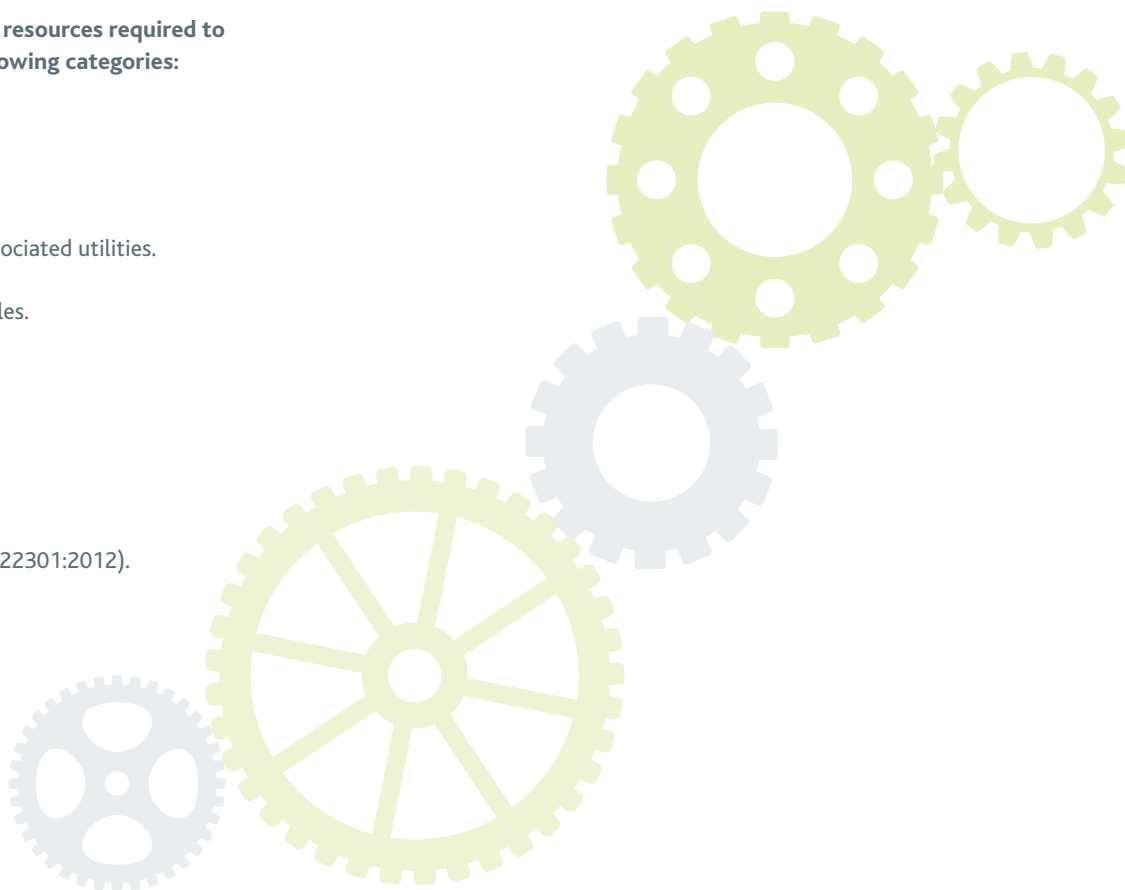 resources required to
owing categories:
ociated utilities.
les.
22301:2012).